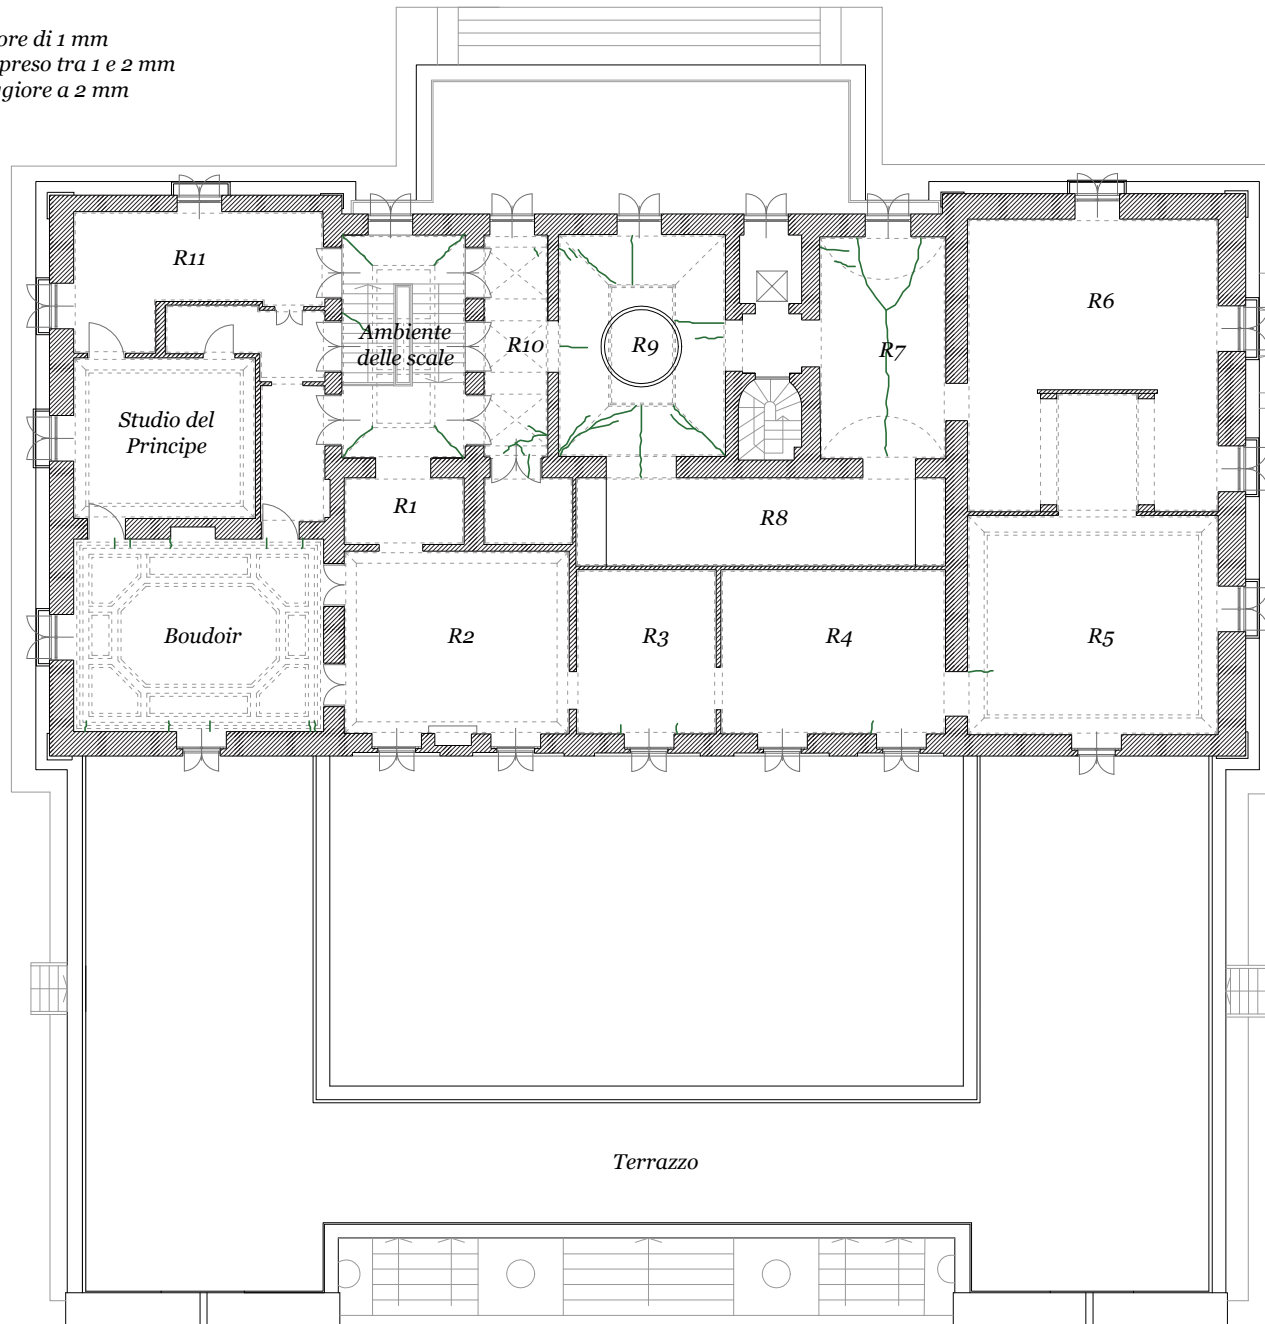 ore di 1 mm
preso tra 1 e 2 mm
giore a 2 mm
R11
R6
Ambiente
delle scale
R10
R9
R7
Studio del
Principe
R1
R8
Boudoir
R2
R3
R4
R5
Terrazzo